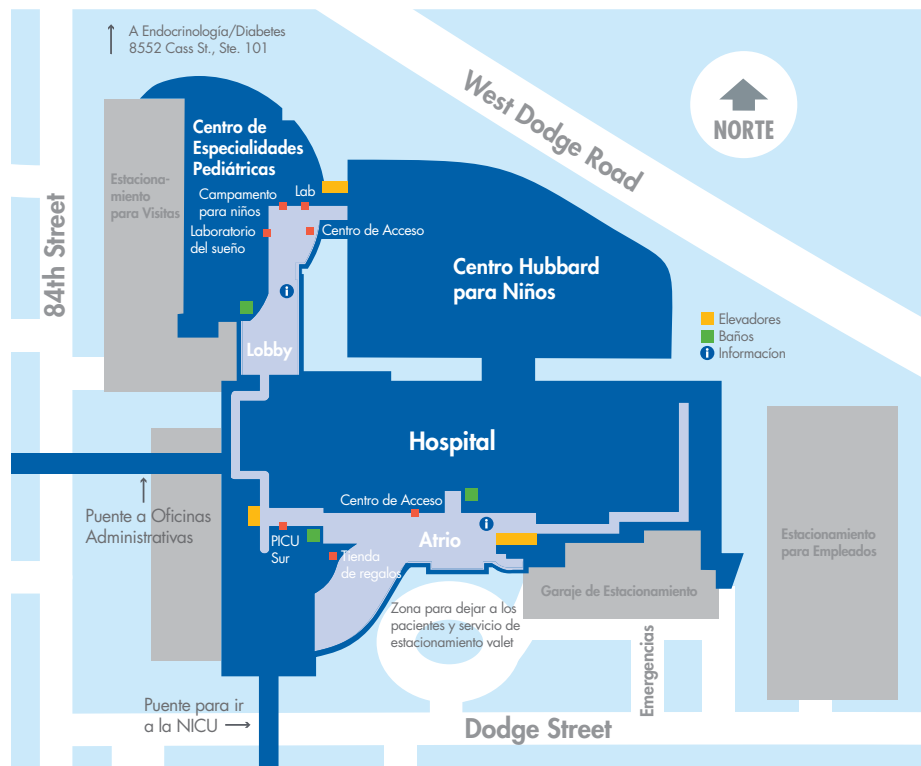 A Endocrinología/Diabetes
8552 Cass St., Ste. 101
West Dodge Road
NORTE
Centro de
Especialidades
Pediátricas
Estaciona-
miento
para Visitas
Campamento
para niños
Lab
Laboratorio
del sueño
Centro de Acceso
84th Street
Centro Hubbard
para Niños
i
Lobby
Elevadores
Baños
i Informacíon
Hospital
Centro de Acceso
Puente a Oficinas
Administrativas
PICU
Sur
Atrio
i
Tienda
de regalos
Estacionamiento
para Empleados
Garaje de Estacionamiento
Zona para dejar a los
pacientes y servicio de
estacionamiento valet
Emergencias
Puente para ir
a la NICU
Dodge Street